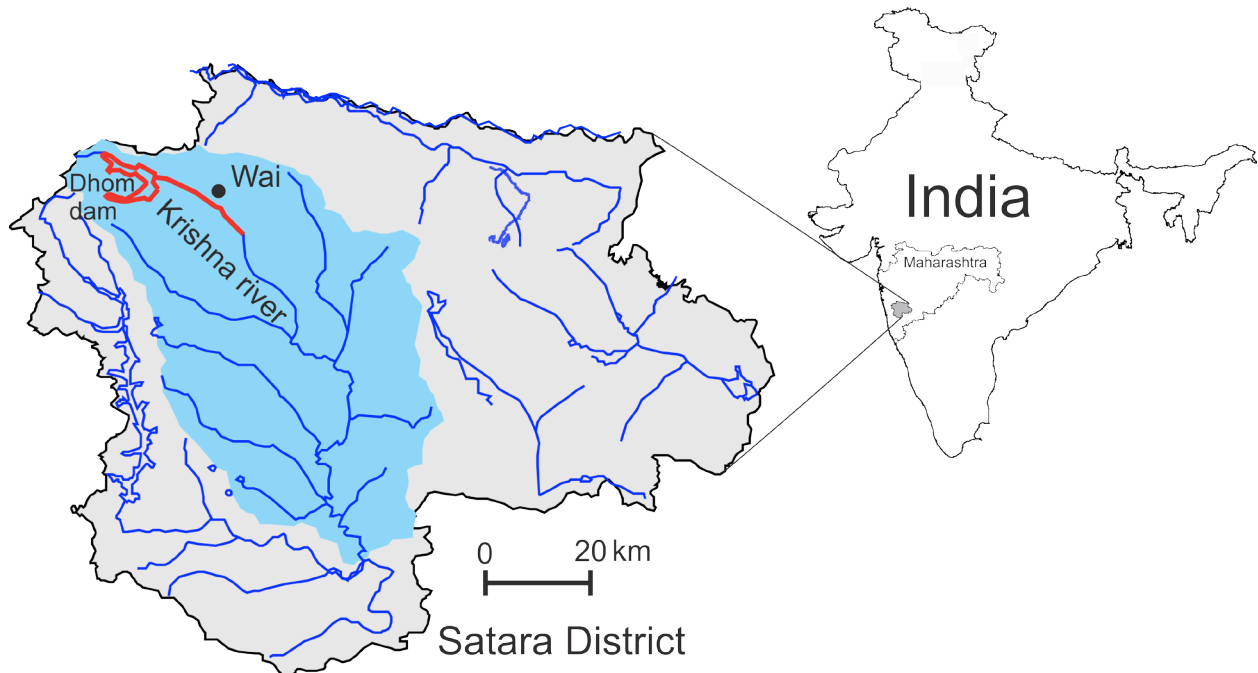 India
Maharashtra
Wai
Dhom
dam
Krishna river
0 20 km
Satara District